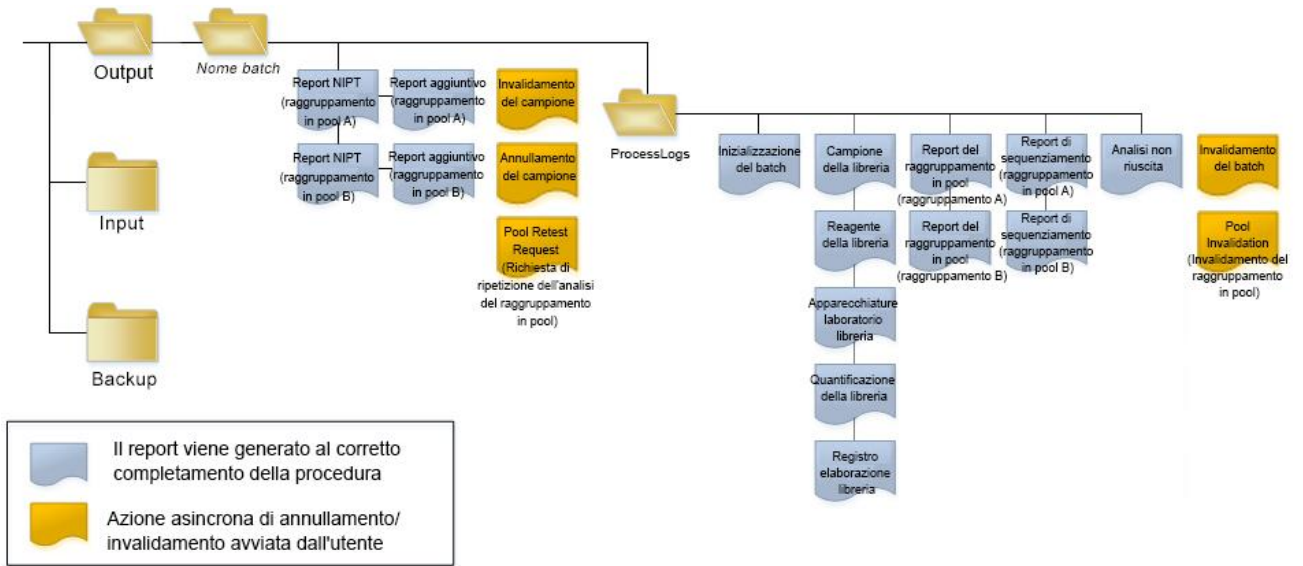 Output
Nome batch
Report NIPT
(raggruppamento
in pool A)
Report aggiuntivo
(raggruppamento
in pool A)
Invalidamento
del campione
Report NIPT
(raggruppamento
in pool B)
Report aggiuntivo
(raggruppamento
in pool B)
Annullamento
del campione
Pool Retest
Request
(Richiesta di
ripetizione dell'analisi
del raggruppamento
in pool)
ProcessLogs
Inizializzazione
del batch
Campione
della libreria
Report del
raggruppamento
in pool
(raggruppamento A)
Report di
sequenziamento
(raggruppamento
in pool A)
Analisi non
riuscita
Invalidamento
del batch
Reagente
della libreria
Report del
raggruppamento
in pool
(raggruppamento B)
Report di
sequenziamento
(raggruppamento
in pool B)
Pool
Invalidation
(Invalidamento del
raggruppamento
in pool)
Apparecchiature
laboratorio
libreria
Quantificazione
della libreria
Registro
elaborazione
libreria
Input
Backup
Il report viene generato al corretto
completamento della procedura
Azione asincrona di annullamento/
invalidamento avviata dall'utente